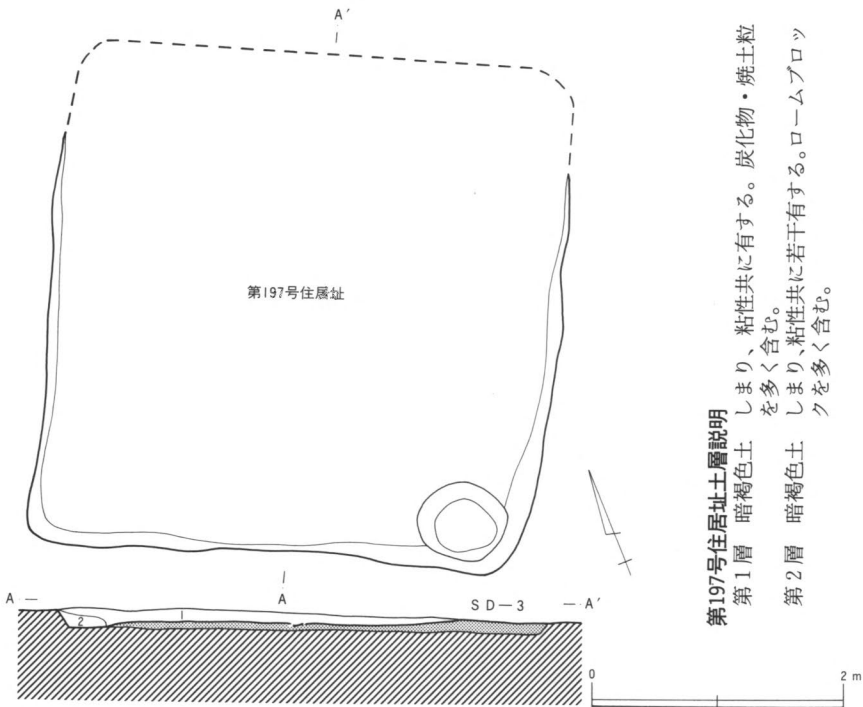 A′
第197号住居址
A
A
SD-3
A′
1
2
0
2m
第197号住居址土層説明
第1層 暗褐色土 しまり、粘性共に有する。炭化物・焼土粒
を多く含む。
第2層 暗褐色土 しまり、粘性共に若干有する。ロームブロッ
クを多く含む。